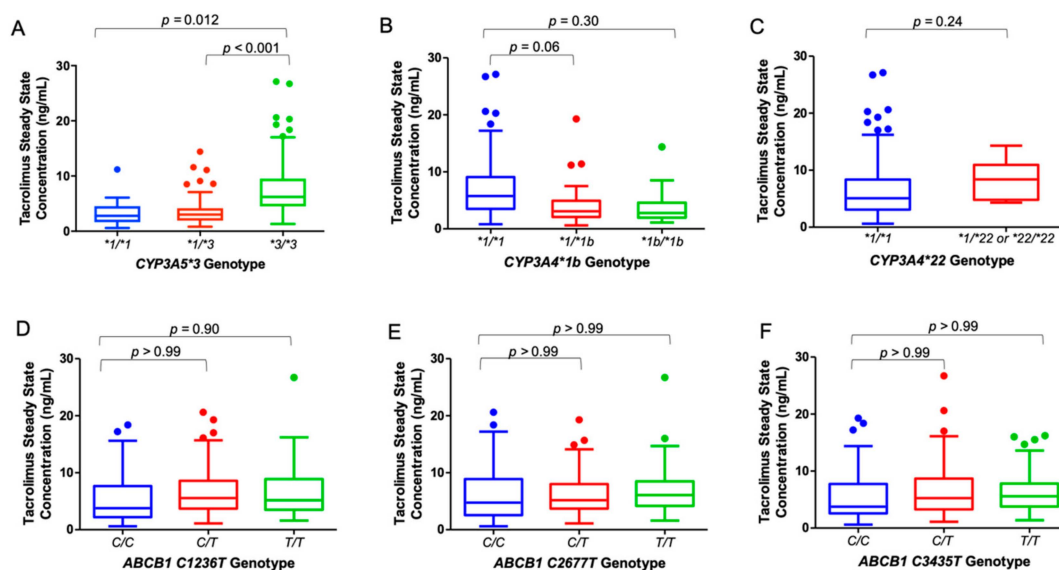 A
p = 0.012
p < 0.001
Tacrolimus Steady State
Concentration (ng/mL)
30
20
10
0
*1/*1
*1/*3
*3/*3
CYP3A5*3 Genotype
B
p = 0.30
p = 0.06
Tacrolimus Steady State
Concentration (ng/mL)
30
20
10
0
*1/*1
*1/*1b
*1b/*1b
CYP3A4*1b Genotype
C
p = 0.24
Tacrolimus Steady State
Concentration (ng/mL)
30
20
10
0
*1/*1
*1/*22 or *22/*22
CYP3A4*22 Genotype
D
p = 0.90
p > 0.99
Tacrolimus Steady State
Concentration (ng/mL)
30
20
10
0
C/C
C/T
T/T
ABCB1 C1236T Genotype
E
p > 0.99
p > 0.99
Tacrolimus Steady State
Concentration (ng/mL)
30
20
10
0
C/C
C/T
T/T
ABCB1 C2677T Genotype
F
p > 0.99
p > 0.99
Tacrolimus Steady State
Concentration (ng/mL)
30
20
10
0
C/C
C/T
T/T
ABCB1 C3435T Genotype